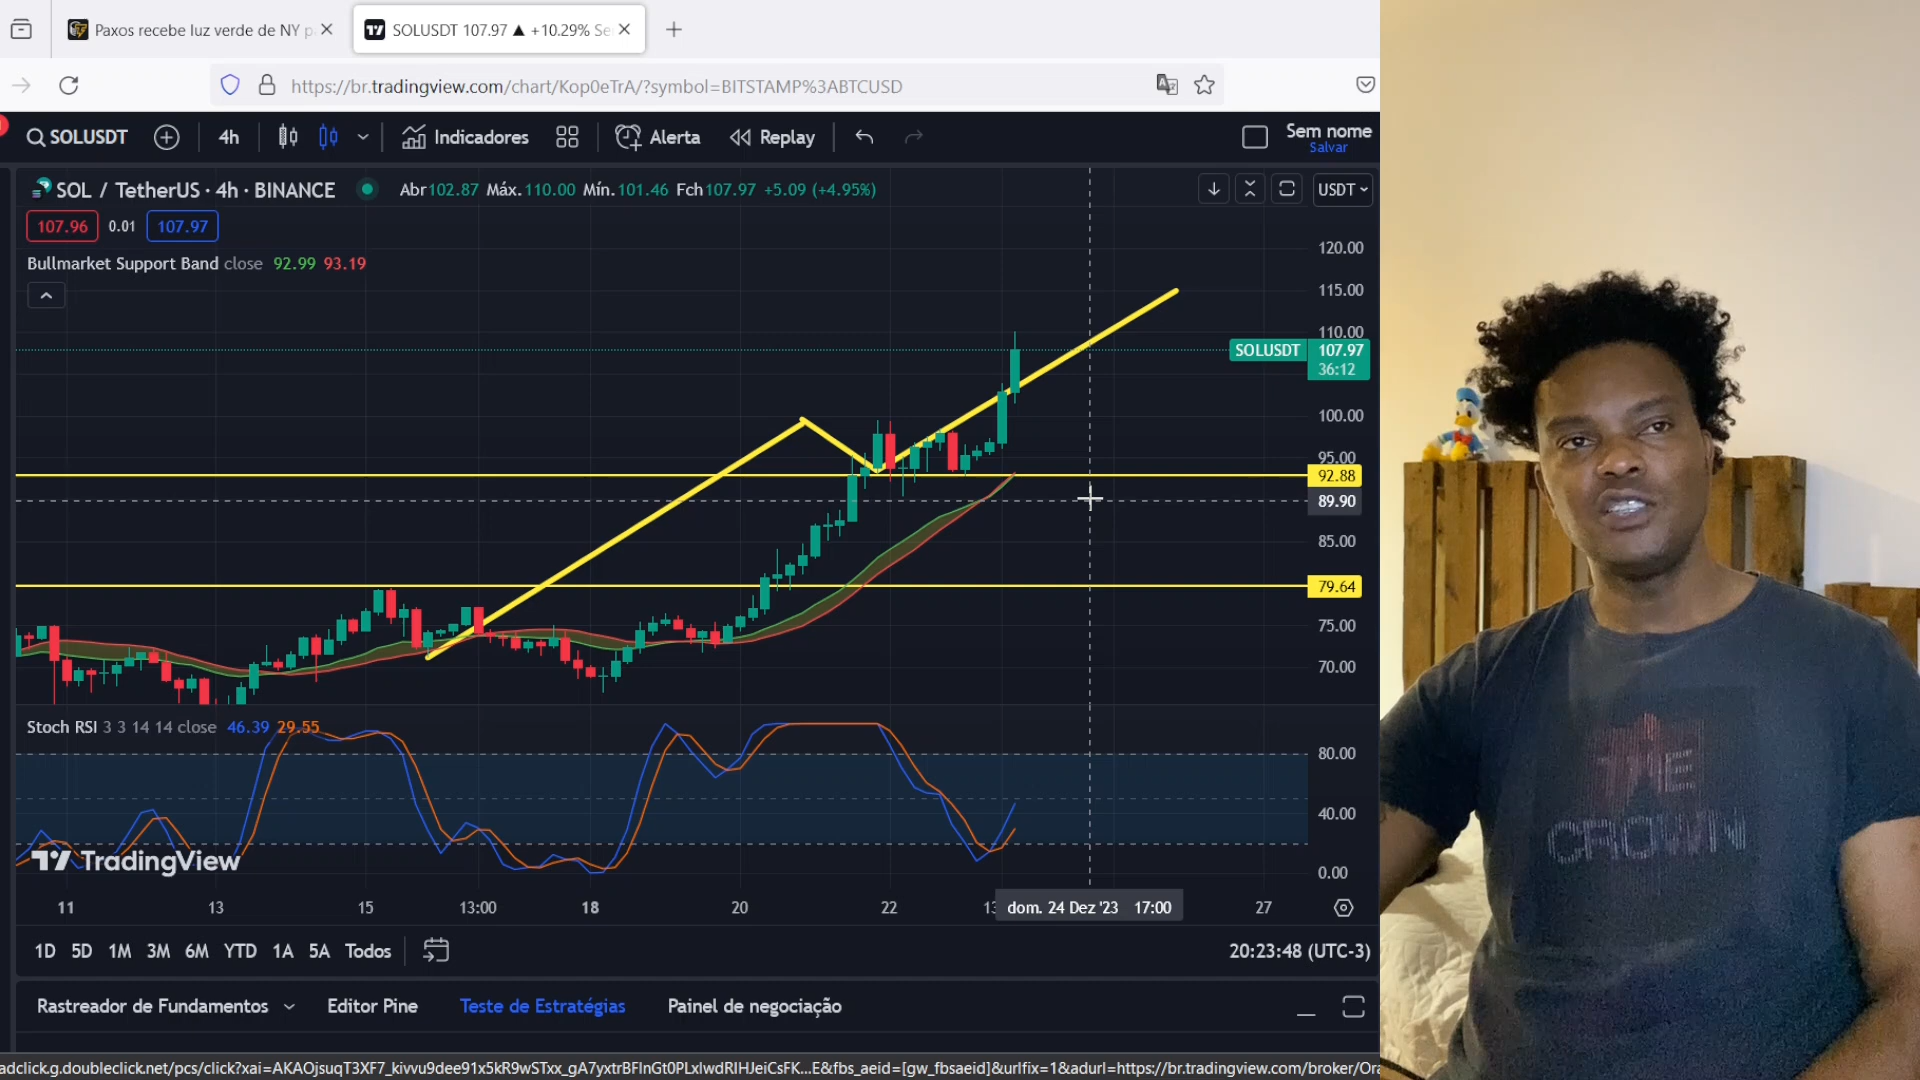 Paxos recebe luz verde de NY p
SOLUSDT 107.97 ▲ +10.29% Se
https://br.tradingview.com/chart/Kop0eTrA/?symbol=BITSTAMP%3ABTCUSD
SOLUSDT 4h Indicadores Alerta Replay Sem nome
Salvar
SOL / TetherUS · 4h · BINANCE Abr102.87 Máx.110.00 Mín.101.46 Fch107.97 +5.09 (+4.95%) USDT
107.96 0.01 107.97
Bullmarket Support Band close 92.99 93.19
120.00
115.00
110.00
SOLUSDT 107.97
36:12
100.00
95.00
92.88
89.90
85.00
79.64
75.00
70.00
Stoch RSI 3 3 14 14 close 46.39 29.55
80.00
40.00
TradingView
0.00
11 13 15 13:00 18 20 22 13 dom. 24 Dez '23 17:00 27
1D 5D 1M 3M 6M YTD 1A 5A Todos 20:23:48 (UTC-3)
Rastreador de Fundamentos Editor Pine Teste de Estratégias Painel de negociação
THE
CROWN